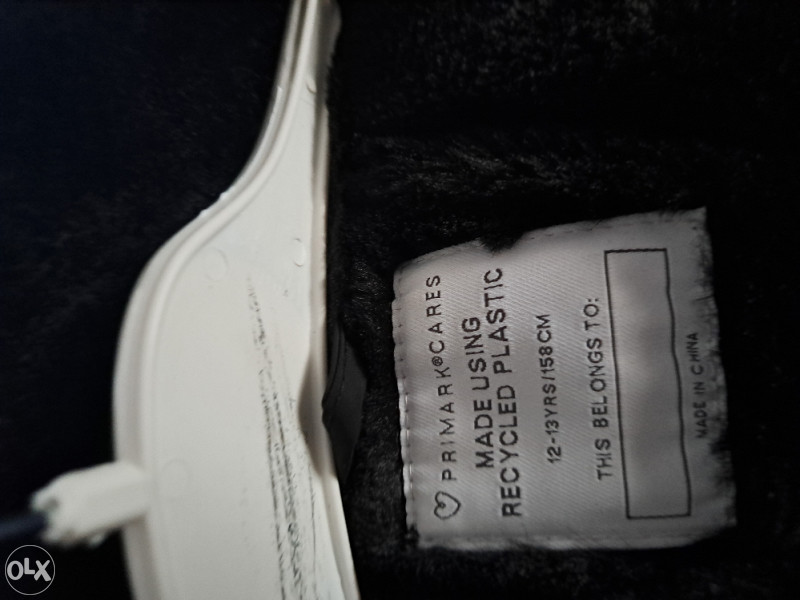 PRIMARK®CARES
MADE USING
RECYCLED PLASTIC
12-13YRS/158CM
THIS BELONGS TO:
MADE IN CHINA
OLX